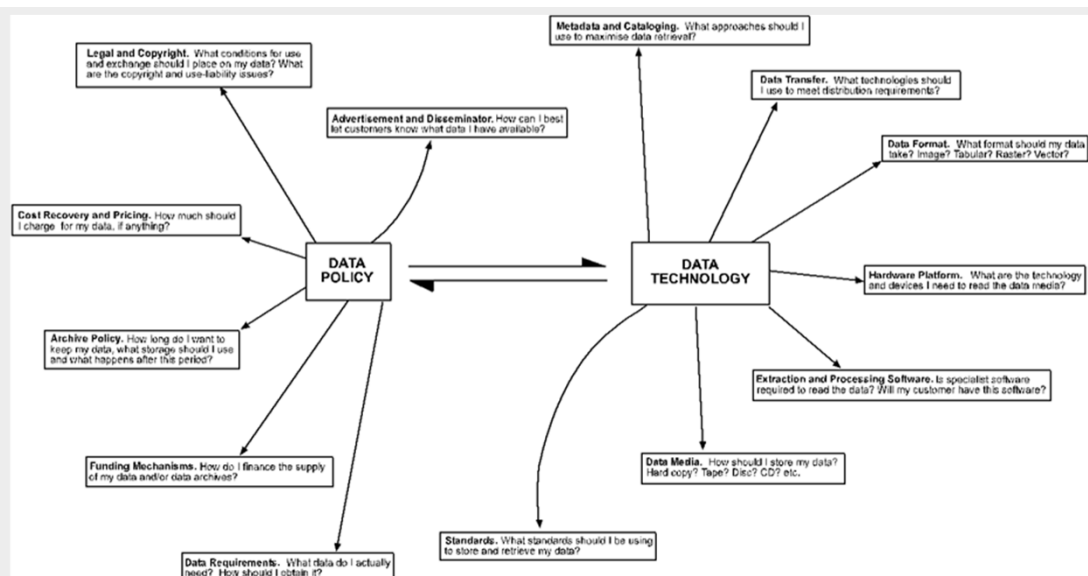 Metadata and Cataloging. What approaches should I
use to maximise data retrieval?
Legal and Copyright. What conditions for use
and exchange should I place on my data? What
are the copyright and use-liability issues?
Data Transfer. What technologies should
I use to meet distribution requirements?
Advertisement and Disseminator. How can I best
let customers know what data I have available?
Data Format. What format should my data
take? Image? Tabular? Raster? Vector?
Cost Recovery and Pricing. How much should
I charge for my data, if anything?
DATA
POLICY
DATA
TECHNOLOGY
Hardware Platform. What are the technology
and devices I need to read the data media?
Archive Policy. How long do I want to
keep my data, what storage should I use
and what happens after this period?
Extraction and Processing Software. Is specialist software
required to read the data? Will my customer have this software?
Funding Mechanisms. How do I finance the supply
of my data and/or data archives?
Data Media. How should I store my data?
Hard copy? Tape? Disc? CD? etc.
Standards. What standards should I be using
to store and retrieve my data?
Data Requirements. What data do I actually
need? How should I obtain it?